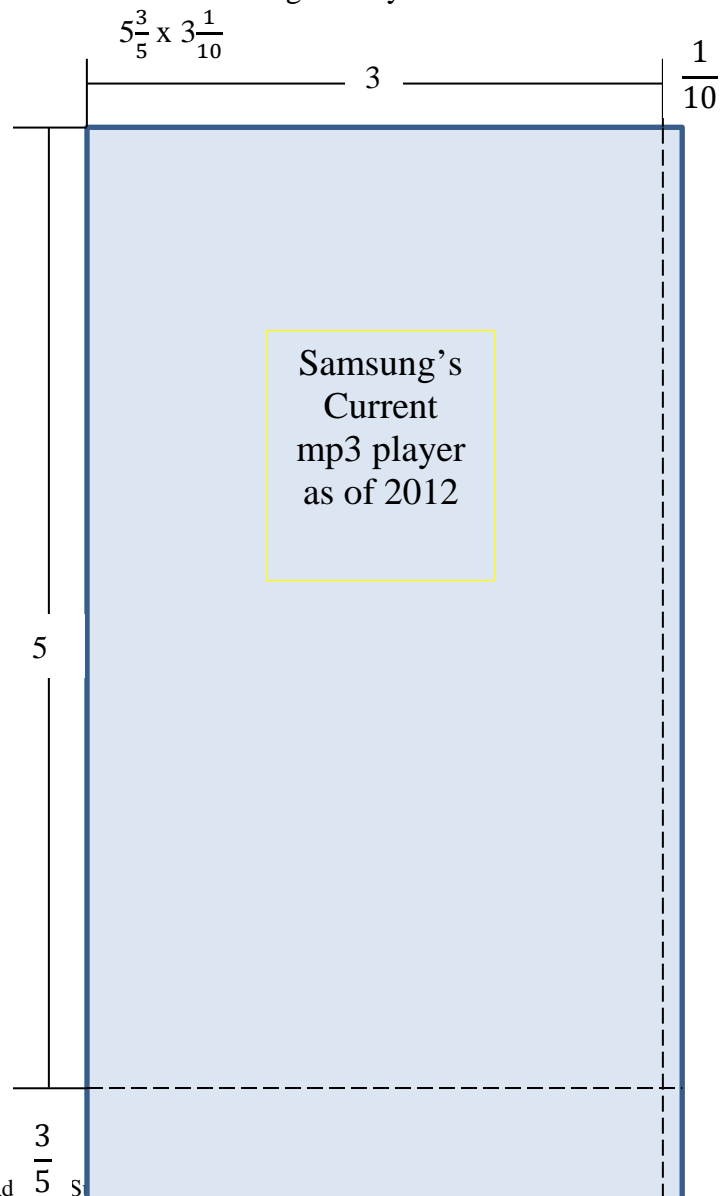 5 3/5 x 3 1/10
3
1/10
Samsung's
Current
mp3 player
as of 2012
5
3/5